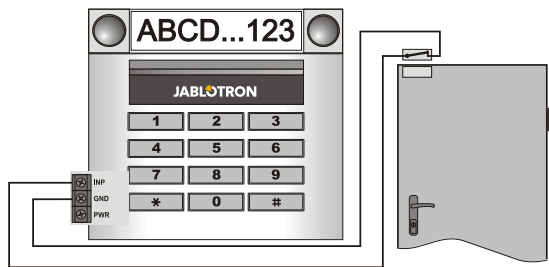 ABCD...123
JABLOTRON
1 2 3
4 5 6
7 8 9
* 0 #
INP
GND
PWR